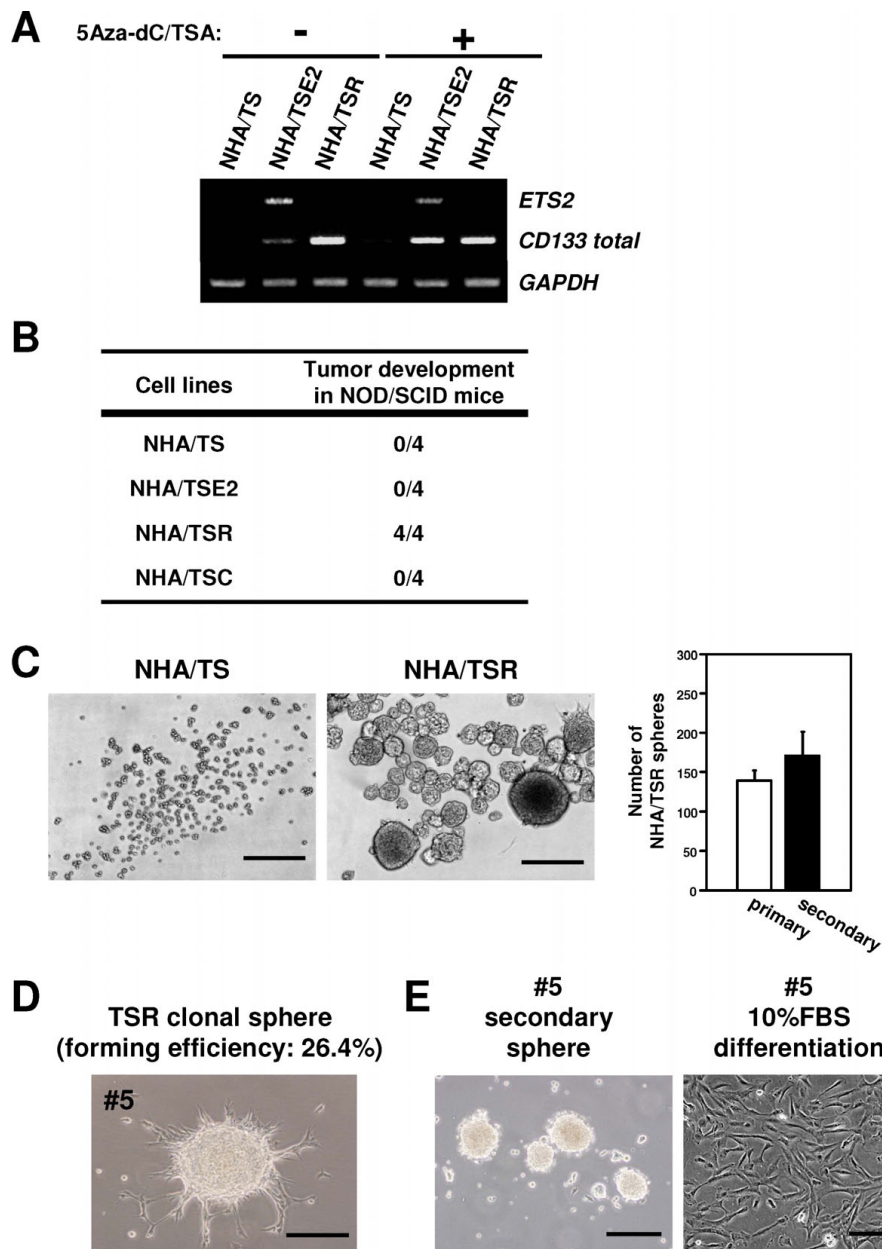 A
5Aza-dC/TSA: - +
NHA/TS NHA/TSE2 NHA/TSR NHA/TS NHA/TSE2 NHA/TSR
ETS2
CD133 total
GAPDH
B
Cell lines Tumor development
in NOD/SCID mice
NHA/TS 0/4
NHA/TSE2 0/4
NHA/TSR 4/4
NHA/TSC 0/4
C
NHA/TS NHA/TSR
Number of
NHA/TSR spheres
300
250
200
150
100
50
0
primary secondary
D
TSR clonal sphere
(forming efficiency: 26.4%)
#5
E
#5
secondary
sphere
#5
10%FBS
differentiation